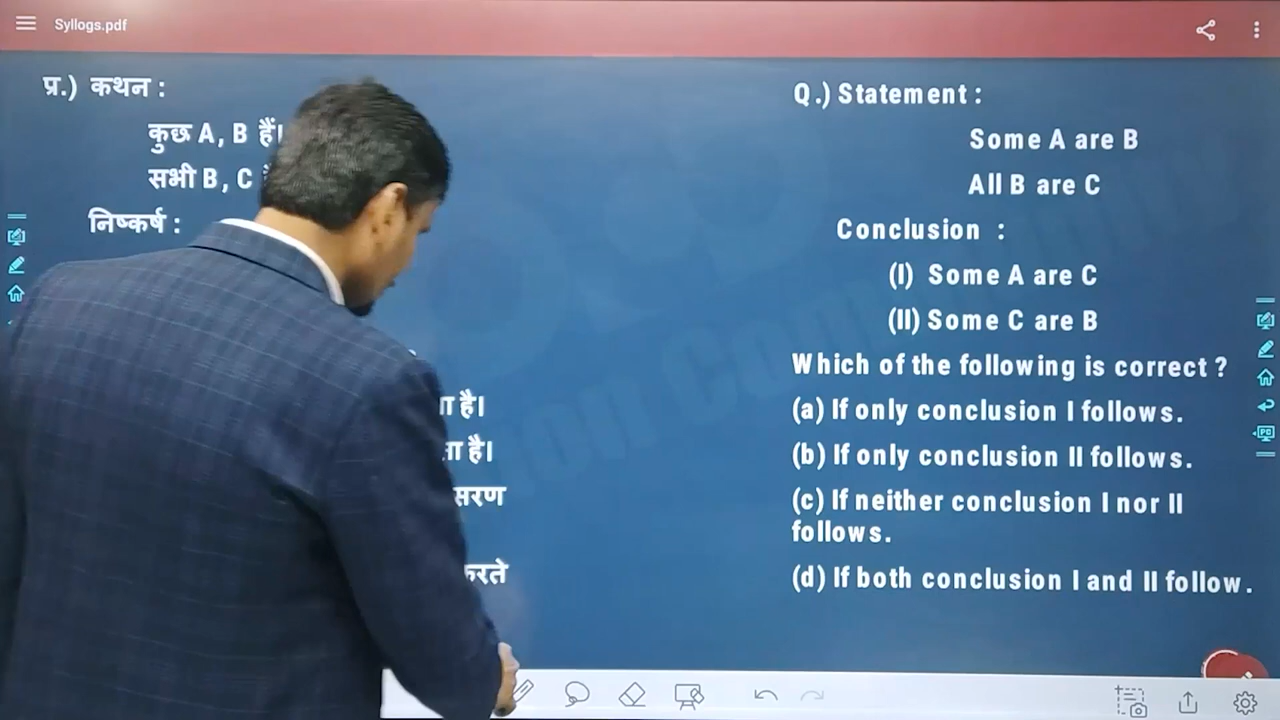 Syllogs.pdf
प्र.) कथन :
कुछ A, B हैं।
सभी B, C
निष्कर्ष :
है।
है।
करते
Q.) Statement :
Some A are B
All B are C
Conclusion :
(I) Some A are C
(II) Some C are B
Which of the following is correct ?
(a) If only conclusion I follows.
(b) If only conclusion II follows.
(c) If neither conclusion I nor II
follows.
(d) If both conclusion I and II follow.